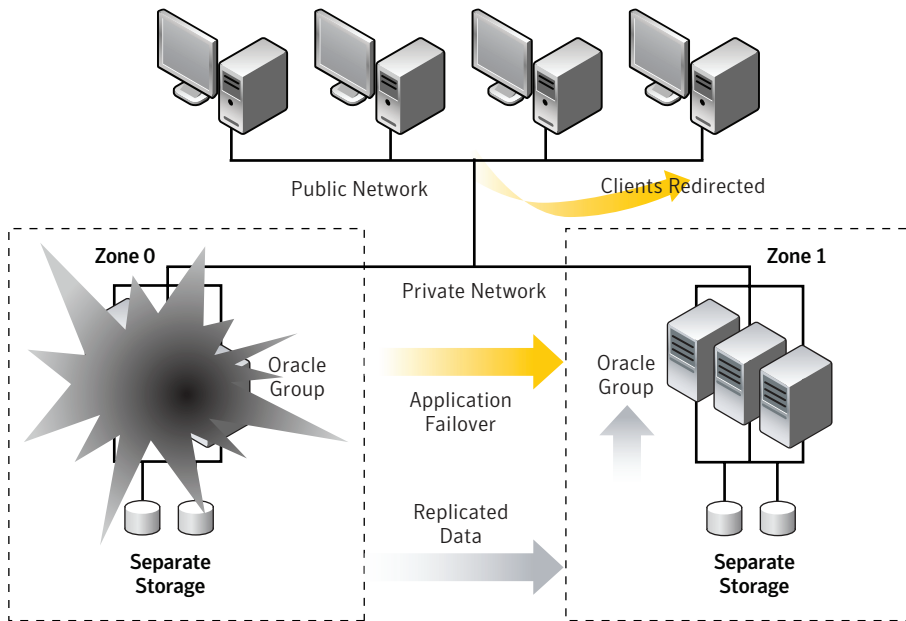 Public Network
Clients Redirected
Zone 0
Zone 1
Private Network
Oracle
Group
Application
Failover
Oracle
Group
Replicated
Data
Separate
Storage
Separate
Storage